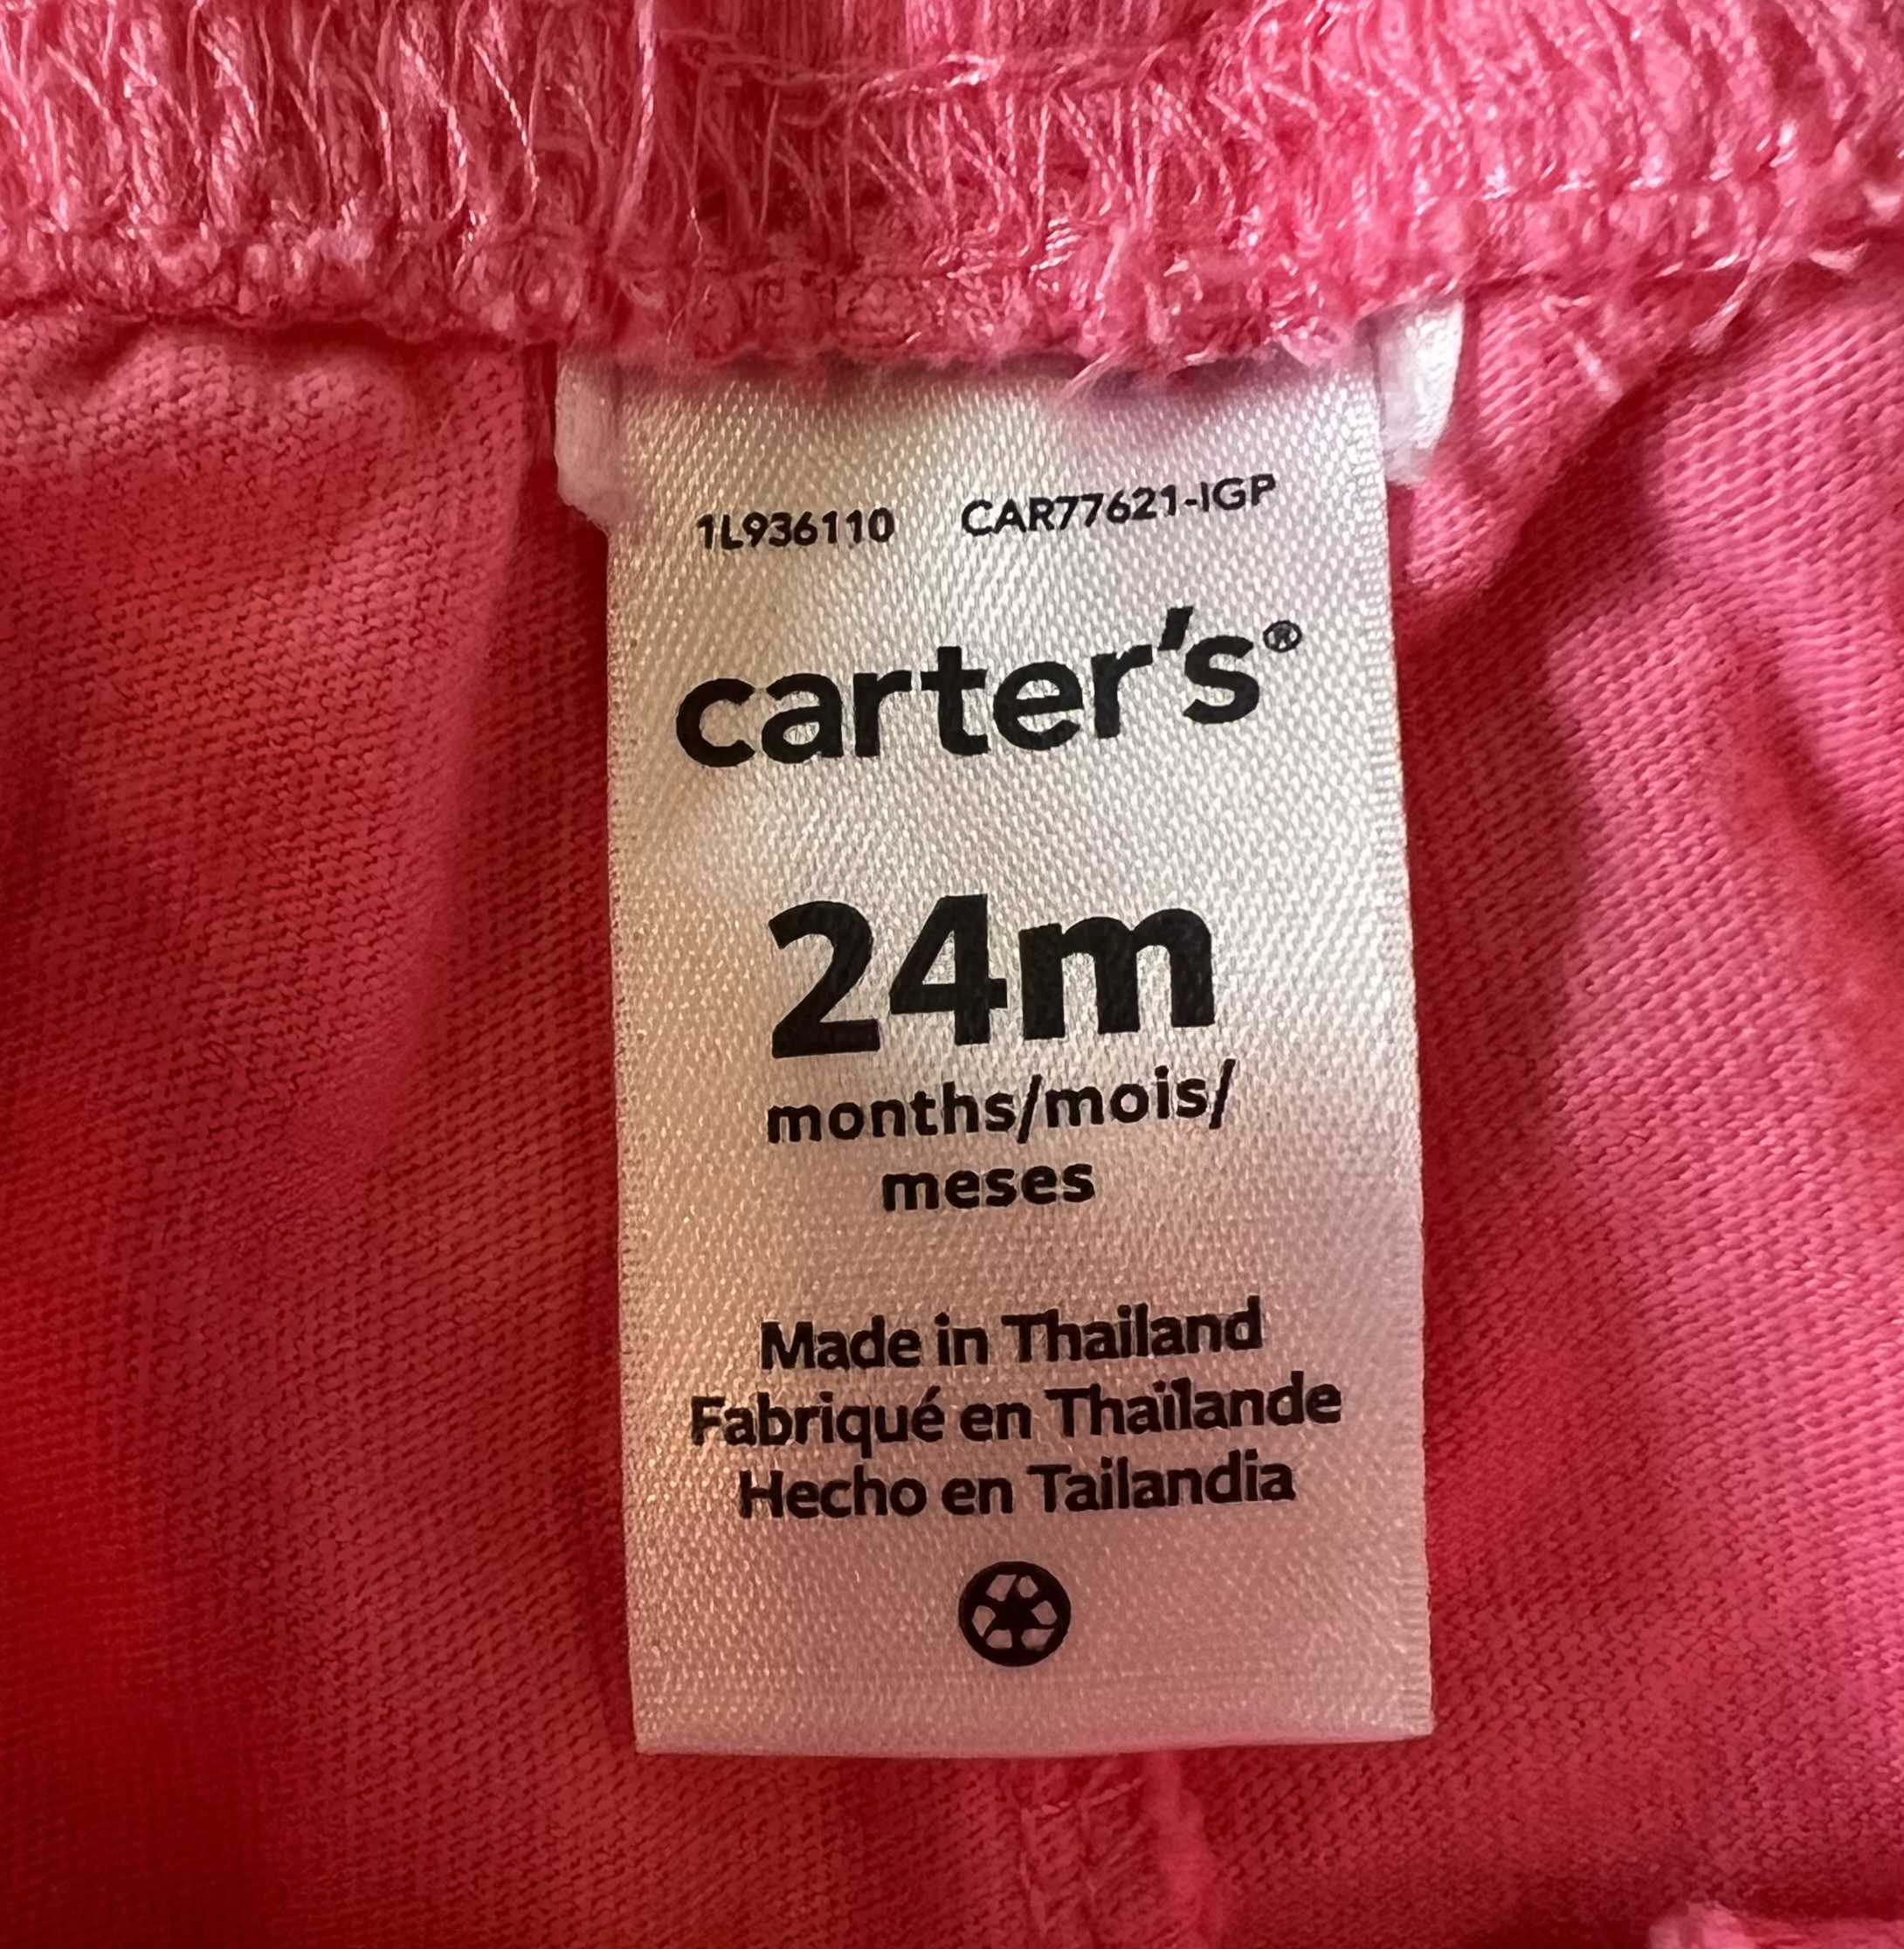 1L936110 CAR77621-IGP
carter's®
24m
months/mois/
meses
Made in Thailand
Fabriqué en Thaïlande
Hecho en Tailandia